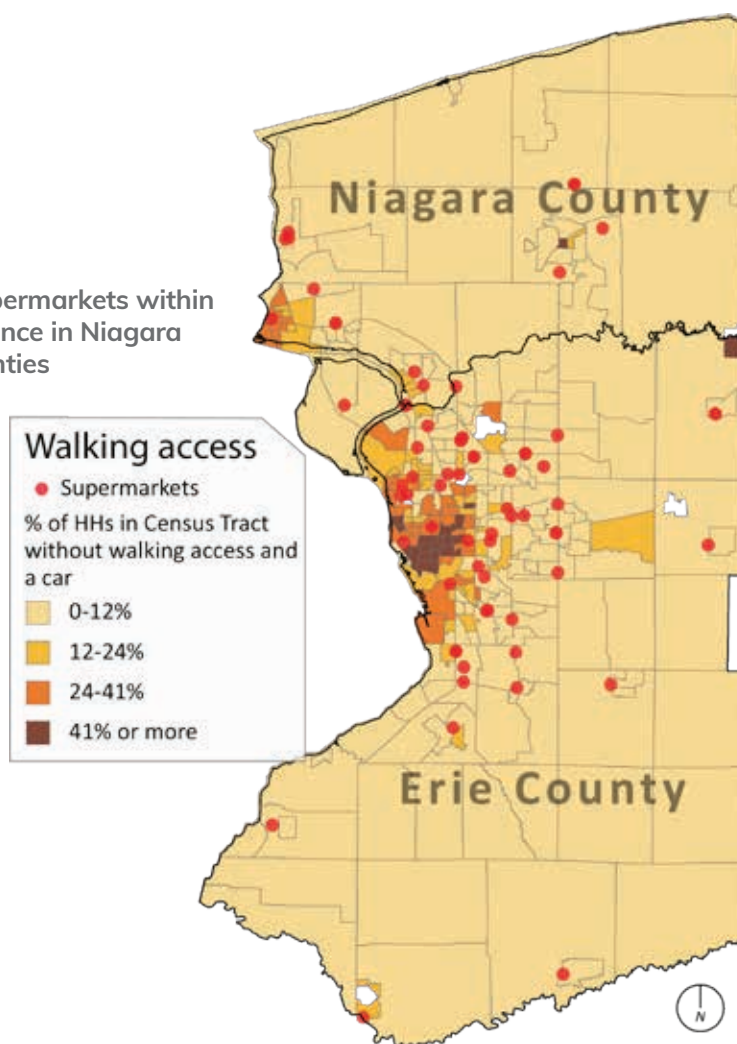 Niagara County
permarkets within
nce in Niagara
nties
Walking access
Supermarkets
% of HHs in Census Tract
without walking access and
a car
0-12%
12-24%
24-41%
41% or more
Erie County
N